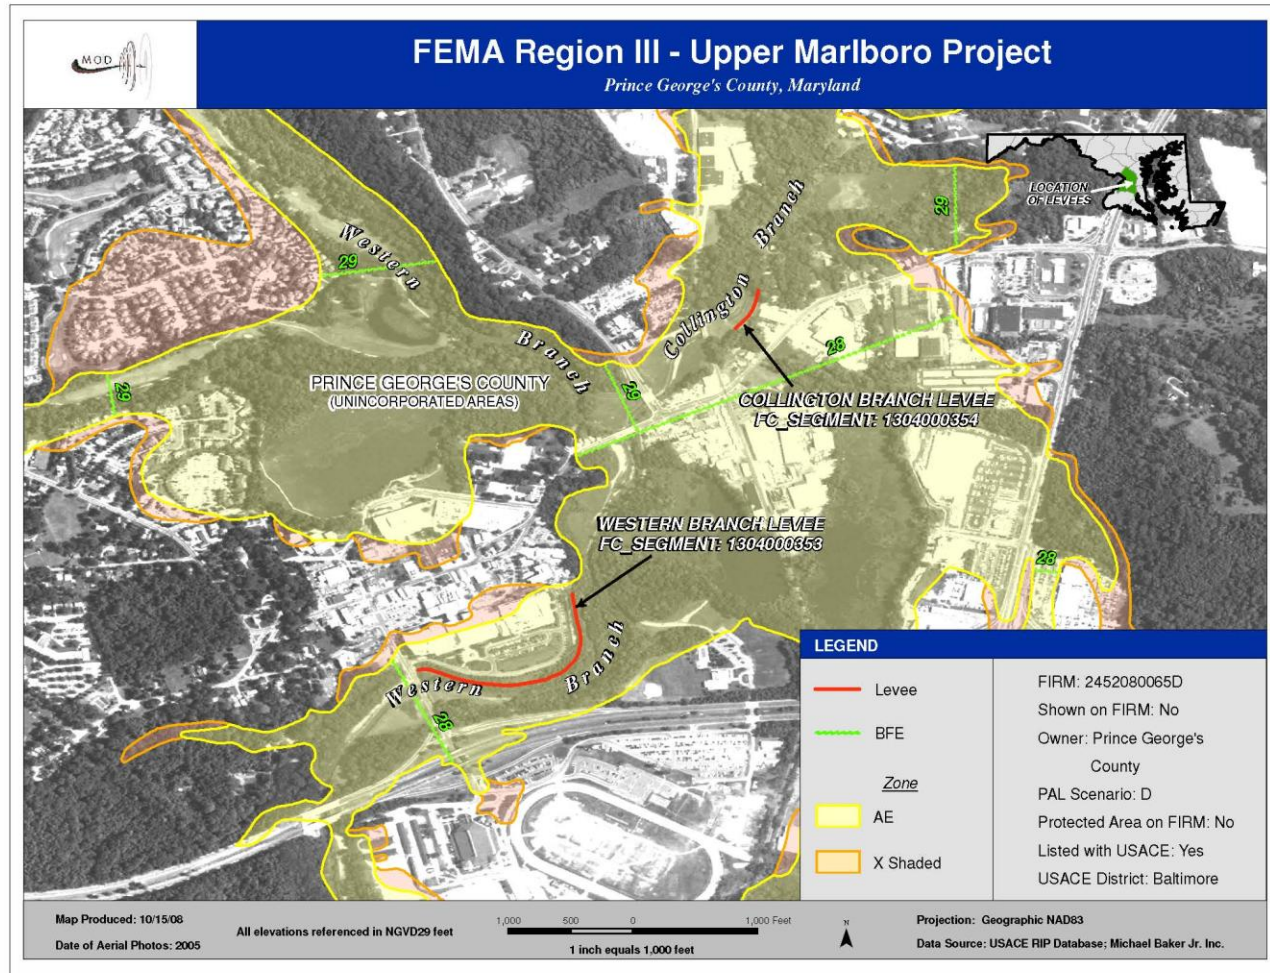 MOD
FEMA Region III - Upper Marlboro Project
Prince George's County, Maryland
LOCATION
OF LEVEES
Western
Branch
Collington
Branch
29
29
29
29
28
28
28
PRINCE GEORGE'S COUNTY
(UNINCORPORATED AREAS)
COLLINGTON BRANCH LEVEE
FC_SEGMENT: 1304000354
WESTERN BRANCH LEVEE
FC_SEGMENT: 1304000353
Western
Branch
LEGEND
Levee
BFE
Zone
AE
X Shaded
FIRM: 2452080065D
Shown on FIRM: No
Owner: Prince George's
County
PAL Scenario: D
Protected Area on FIRM: No
Listed with USACE: Yes
USACE District: Baltimore
Map Produced: 10/15/08
Date of Aerial Photos: 2005
All elevations referenced in NGVD29 feet
1,000 500 0 1,000 Feet
1 inch equals 1,000 feet
N
Projection: Geographic NAD83
Data Source: USACE RIP Database; Michael Baker Jr. Inc.